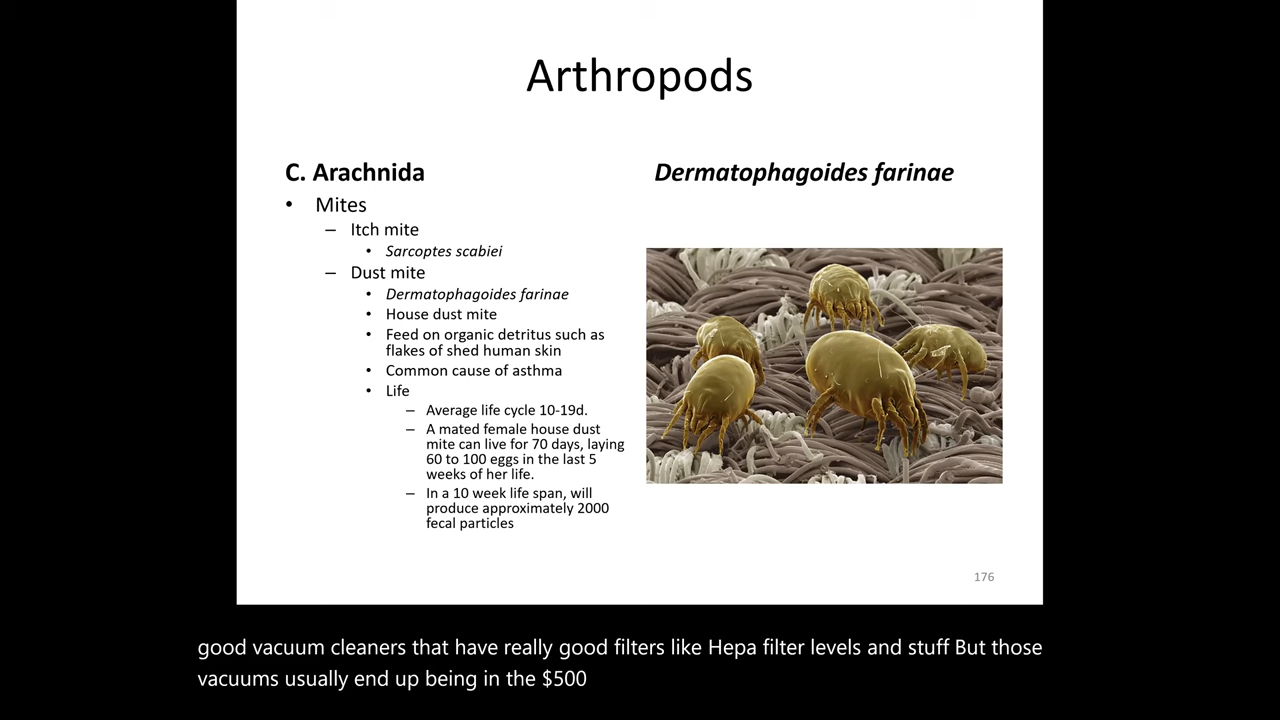 Arthropods
C. Arachnida
• Mites
– Itch mite
• Sarcoptes scabiei
– Dust mite
• Dermatophagoides farinae
• House dust mite
• Feed on organic detritus such as
flakes of shed human skin
• Common cause of asthma
• Life
– Average life cycle 10-19d.
– A mated female house dust
mite can live for 70 days, laying
60 to 100 eggs in the last 5
weeks of her life.
– In a 10 week life span, will
produce approximately 2000
fecal particles
Dermatophagoides farinae
176
good vacuum cleaners that have really good filters like Hepa filter levels and stuff But those
vacuums usually end up being in the $500